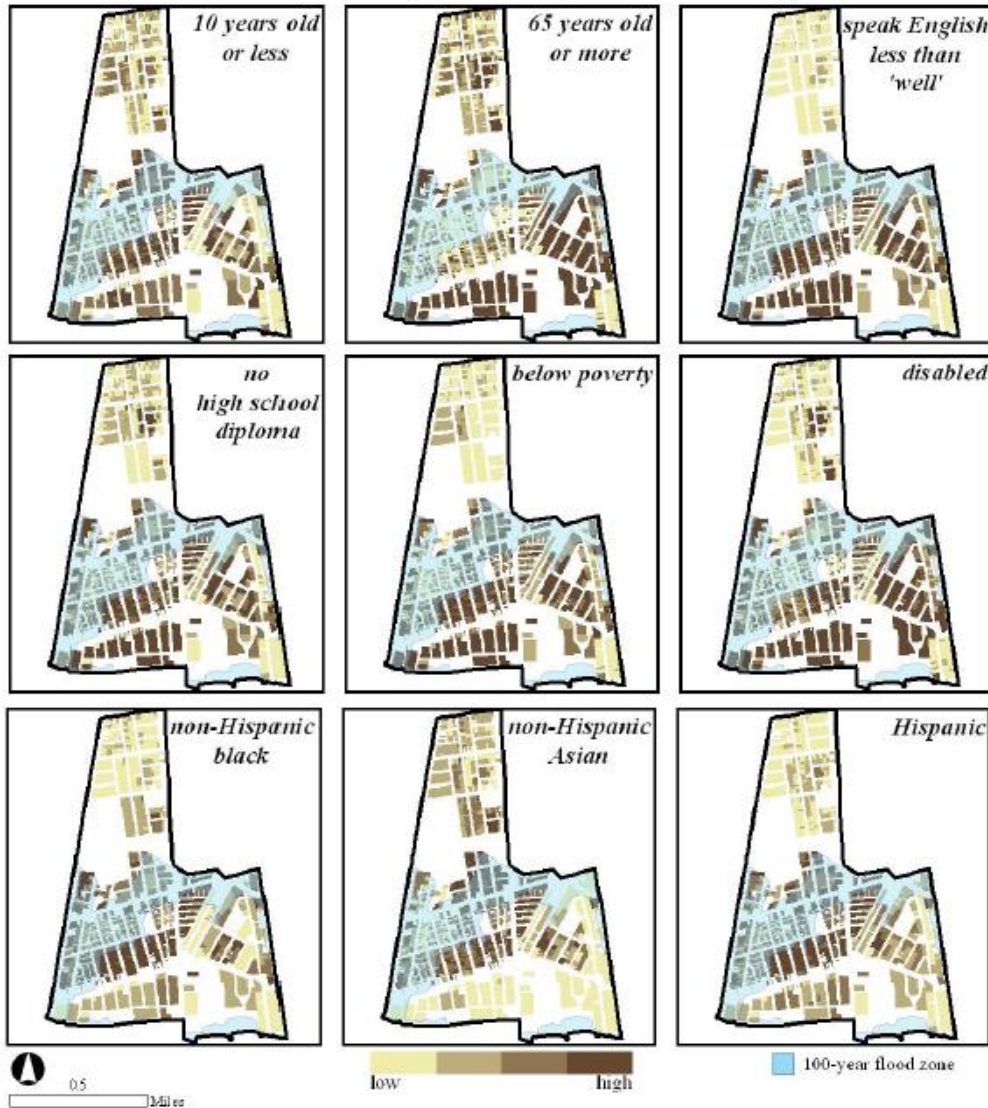 10 years old
or less
65 years old
or more
speak English
less than
'well'
no
high school
diploma
below poverty
disabled
non-Hispanic
black
non-Hispanic
Asian
Hispanic
0.5
Miles
low
high
100-year flood zone